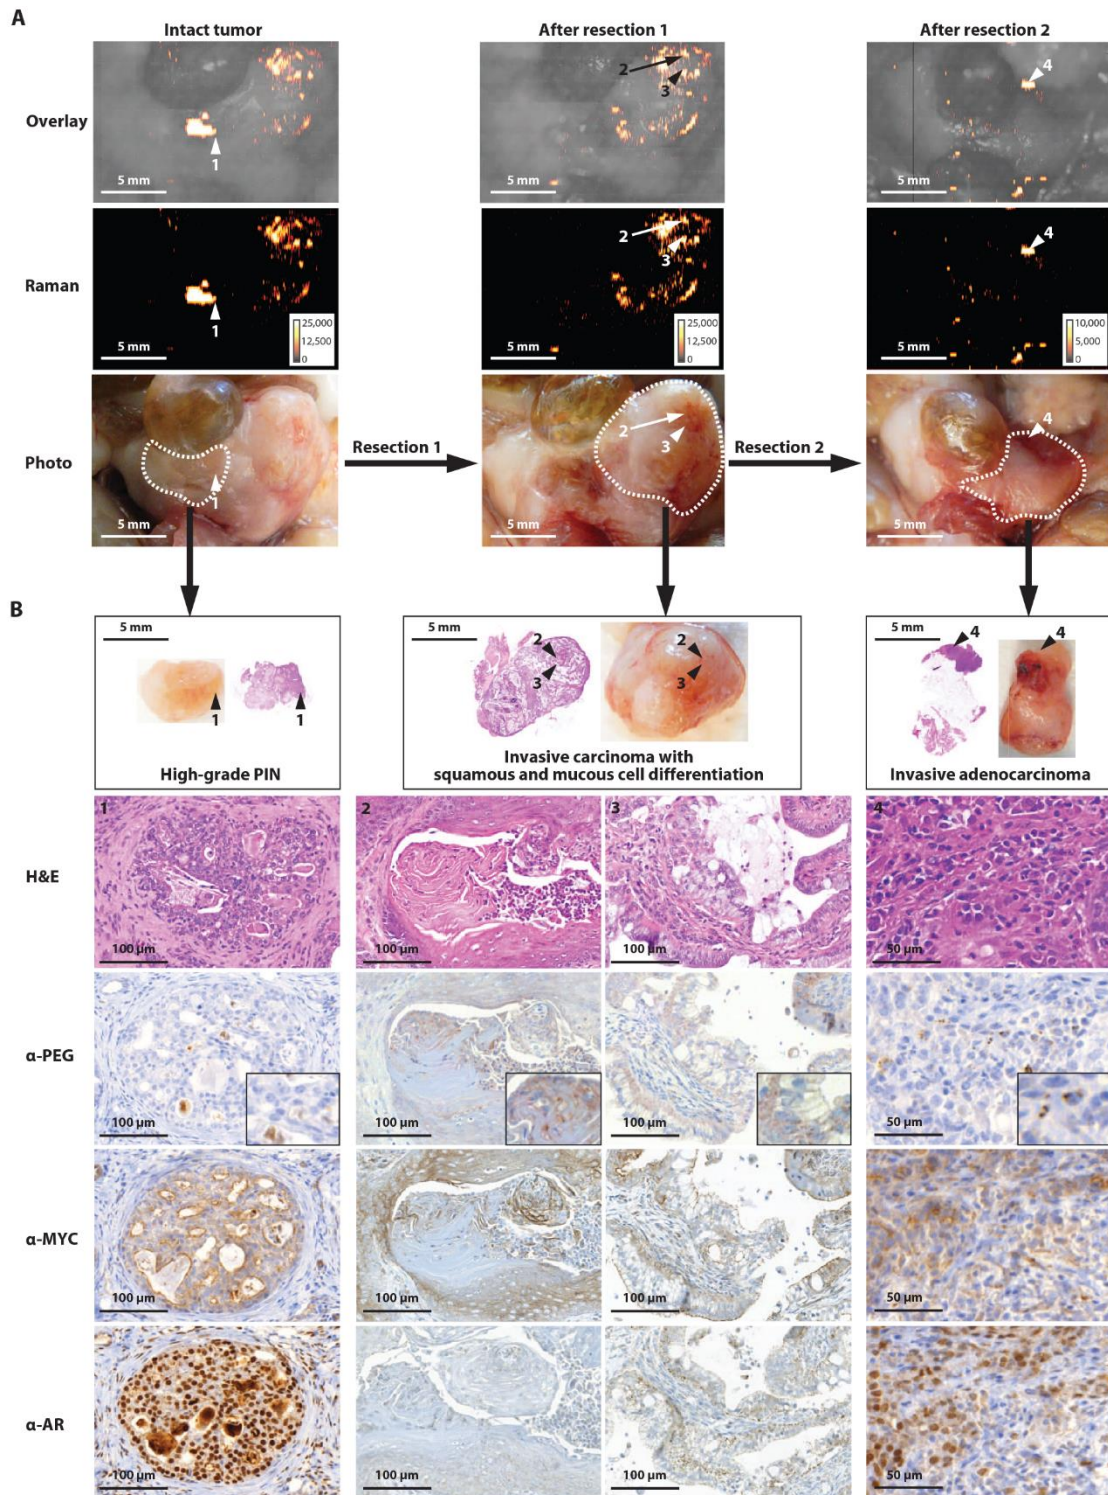 A
Intact tumor
After resection 1
After resection 2
Overlay
1
5 mm
2
3
5 mm
4
5 mm
Raman
1
25,000
12,500
0
5 mm
2
3
25,000
12,500
0
5 mm
4
10,000
5,000
0
5 mm
Photo
1
5 mm
Resection 1
2
3
5 mm
Resection 2
4
5 mm
B
5 mm
1
1
High-grade PIN
5 mm
2
3
2
3
Invasive carcinoma with
squamous and mucous cell differentiation
5 mm
4
4
Invasive adenocarcinoma
H&E
1
100 µm
2
100 µm
3
100 µm
4
50 µm
α-PEG
100 µm
100 µm
100 µm
50 µm
α-MYC
100 µm
100 µm
100 µm
50 µm
α-AR
100 µm
100 µm
100 µm
50 µm